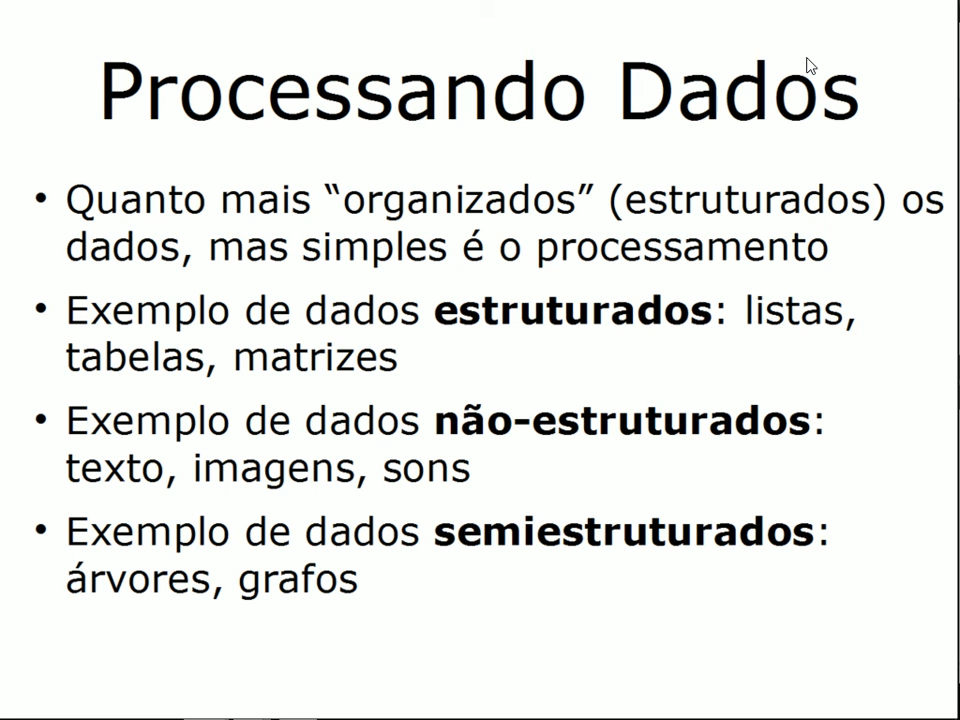 Processando Dados
• Quanto mais “organizados” (estruturados) os
dados, mas simples é o processamento
• Exemplo de dados estruturados: listas,
tabelas, matrizes
• Exemplo de dados não-estruturados:
texto, imagens, sons
• Exemplo de dados semiestruturados:
árvores, grafos